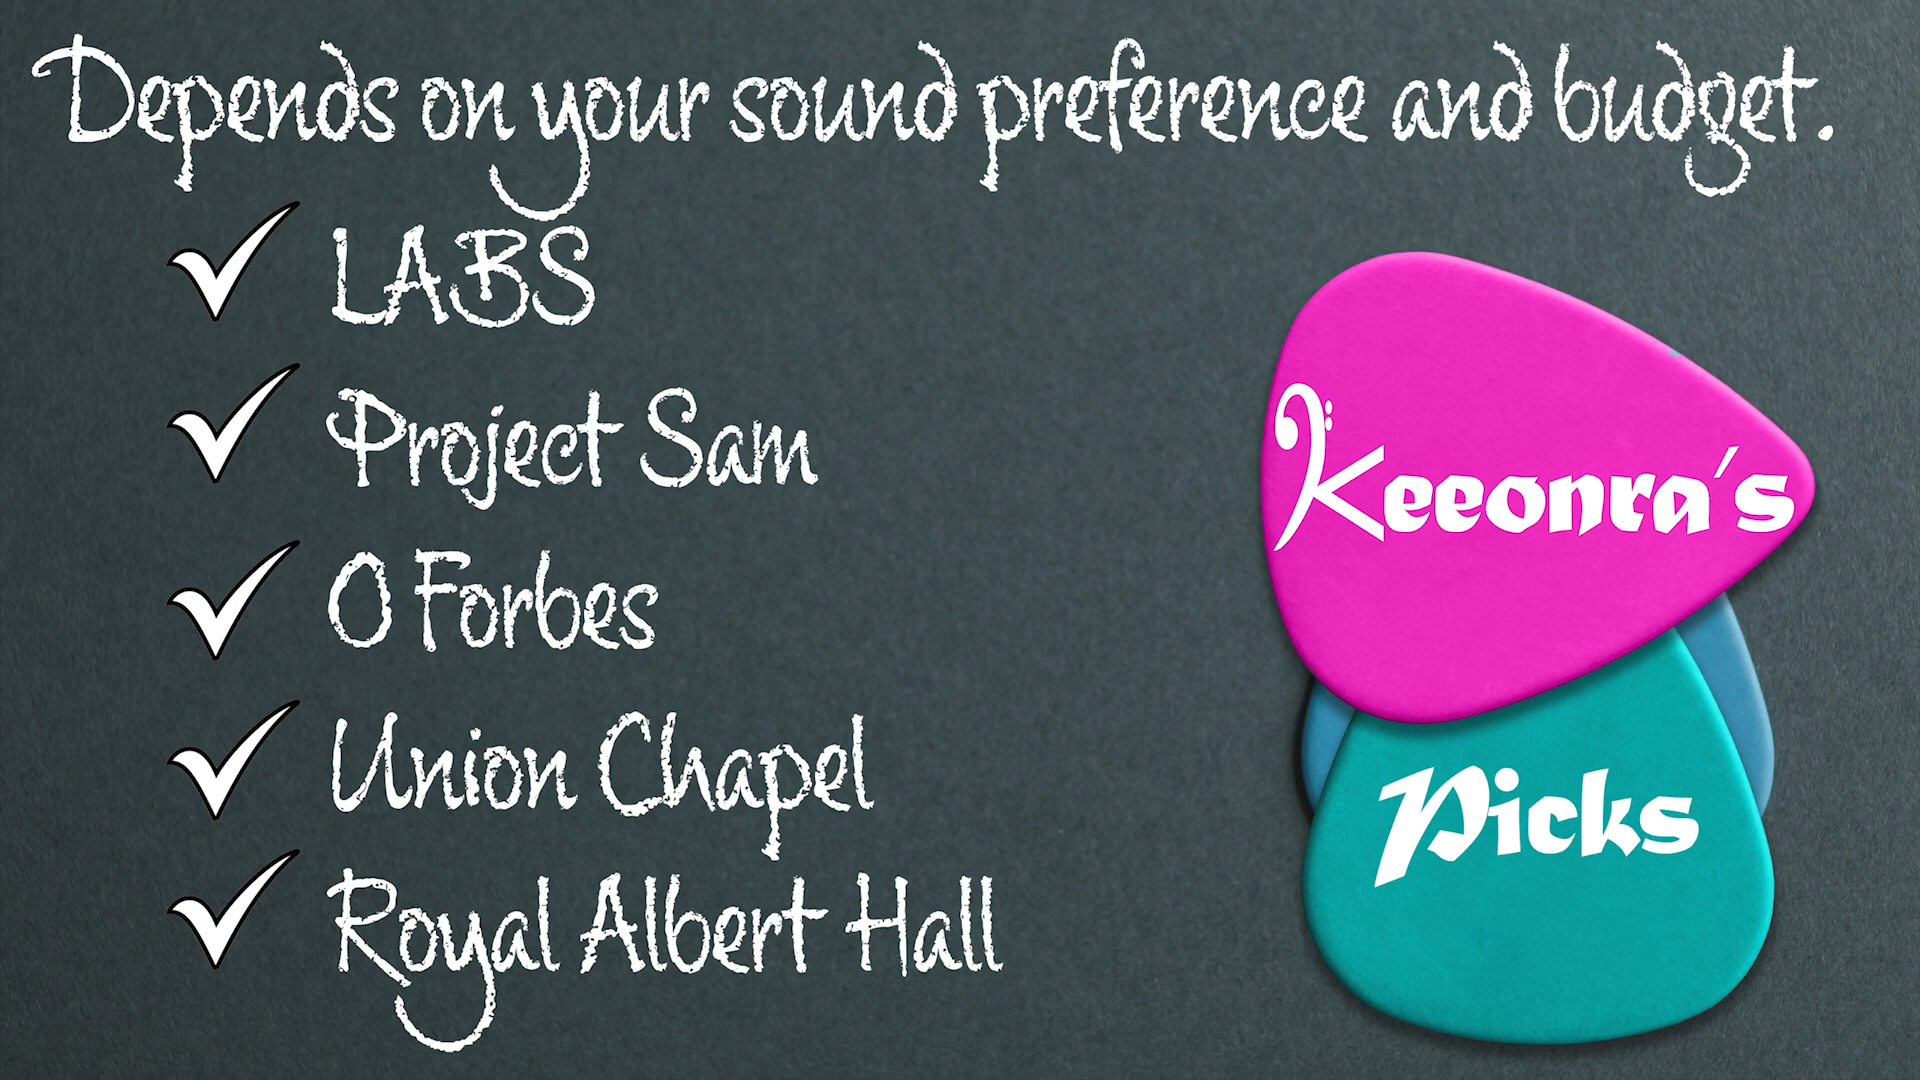 Depends on your sound preference and budget.
LABS
Project Sam
O Forbes
Union Chapel
Royal Albert Hall
Keeonra's
Picks